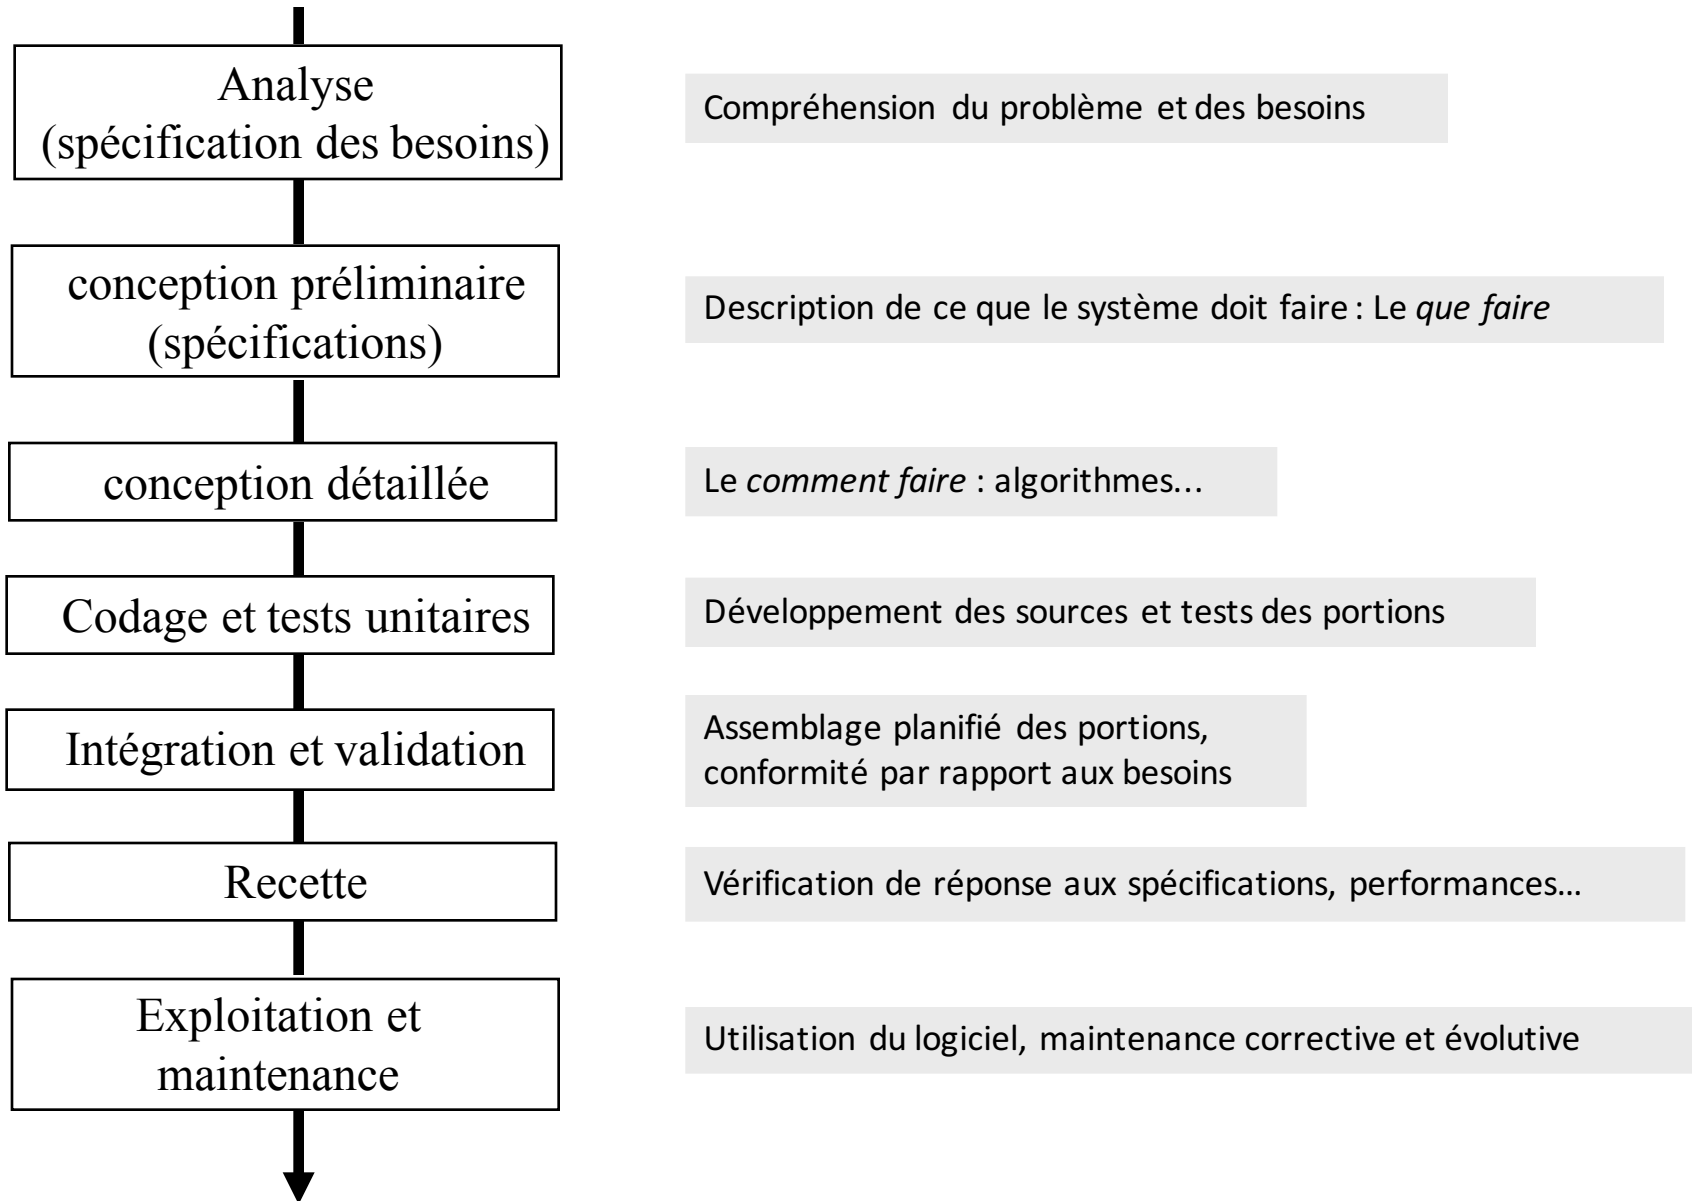 Analyse
(spécification des besoins)
Compréhension du problème et des besoins
conception préliminaire
(spécifications)
Description de ce que le système doit faire : Le que faire
conception détaillée
Le comment faire : algorithmes...
Codage et tests unitaires
Développement des sources et tests des portions
Intégration et validation
Assemblage planifié des portions,
conformité par rapport aux besoins
Recette
Vérification de réponse aux spécifications, performances...
Exploitation et
maintenance
Utilisation du logiciel, maintenance corrective et évolutive